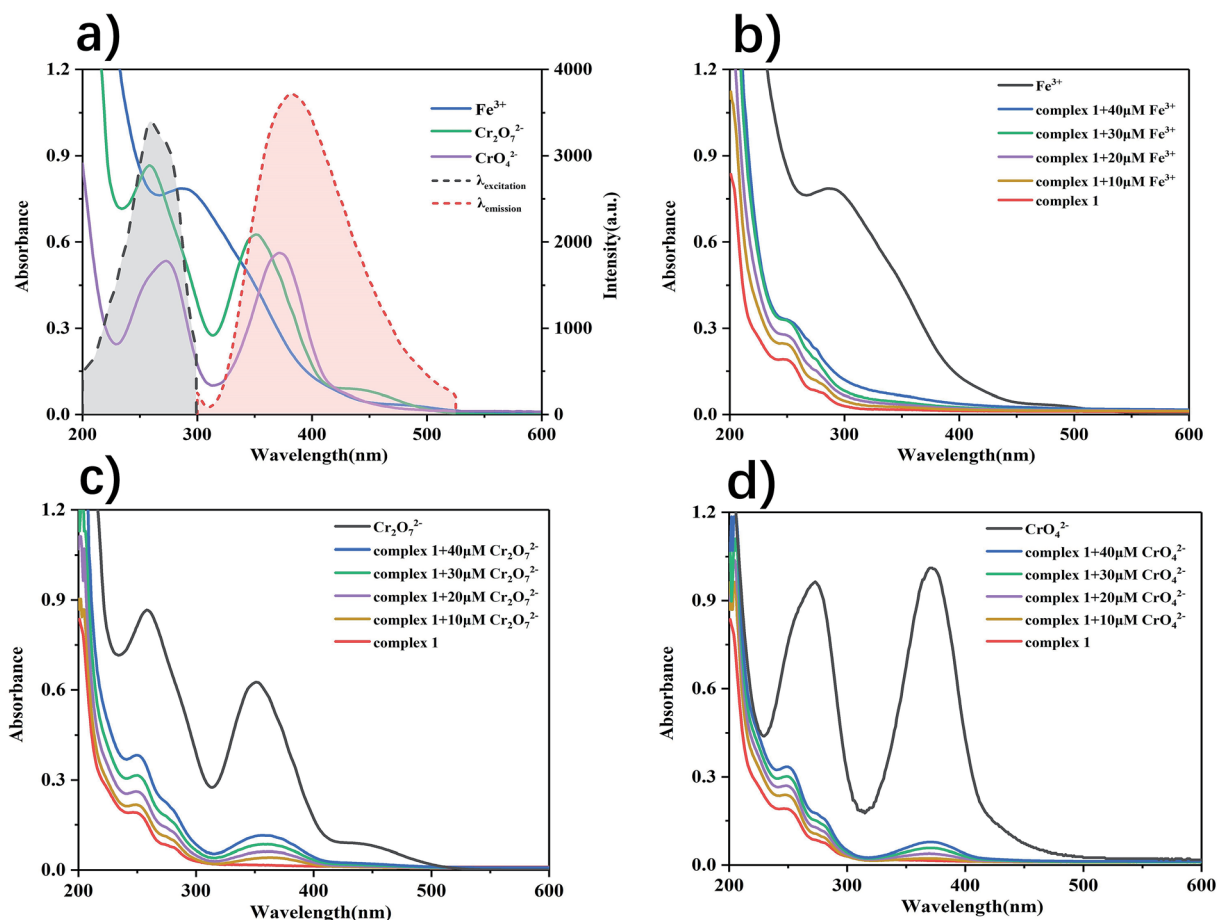 a)
1.2
0.9
0.6
0.3
0.0
Absorbance
4000
3000
2000
1000
0
Intensity(a.u.)
Fe³⁺
Cr₂O₇²⁻
CrO₄²⁻
λexcitation
λemission
200 300 400 500 600
Wavelength(nm)
b)
1.2
0.9
0.6
0.3
0.0
Absorbance
Fe³⁺
complex 1+40μM Fe³⁺
complex 1+30μM Fe³⁺
complex 1+20μM Fe³⁺
complex 1+10μM Fe³⁺
complex 1
200 300 400 500 600
Wavelength(nm)
c)
1.2
0.9
0.6
0.3
0.0
Absorbance
Cr₂O₇²⁻
complex 1+40μM Cr₂O₇²⁻
complex 1+30μM Cr₂O₇²⁻
complex 1+20μM Cr₂O₇²⁻
complex 1+10μM Cr₂O₇²⁻
complex 1
200 300 400 500 600
Wavelength(nm)
d)
1.2
0.9
0.6
0.3
0.0
Absorbance
CrO₄²⁻
complex 1+40μM CrO₄²⁻
complex 1+30μM CrO₄²⁻
complex 1+20μM CrO₄²⁻
complex 1+10μM CrO₄²⁻
complex 1
200 300 400 500 600
Wavelength(nm)